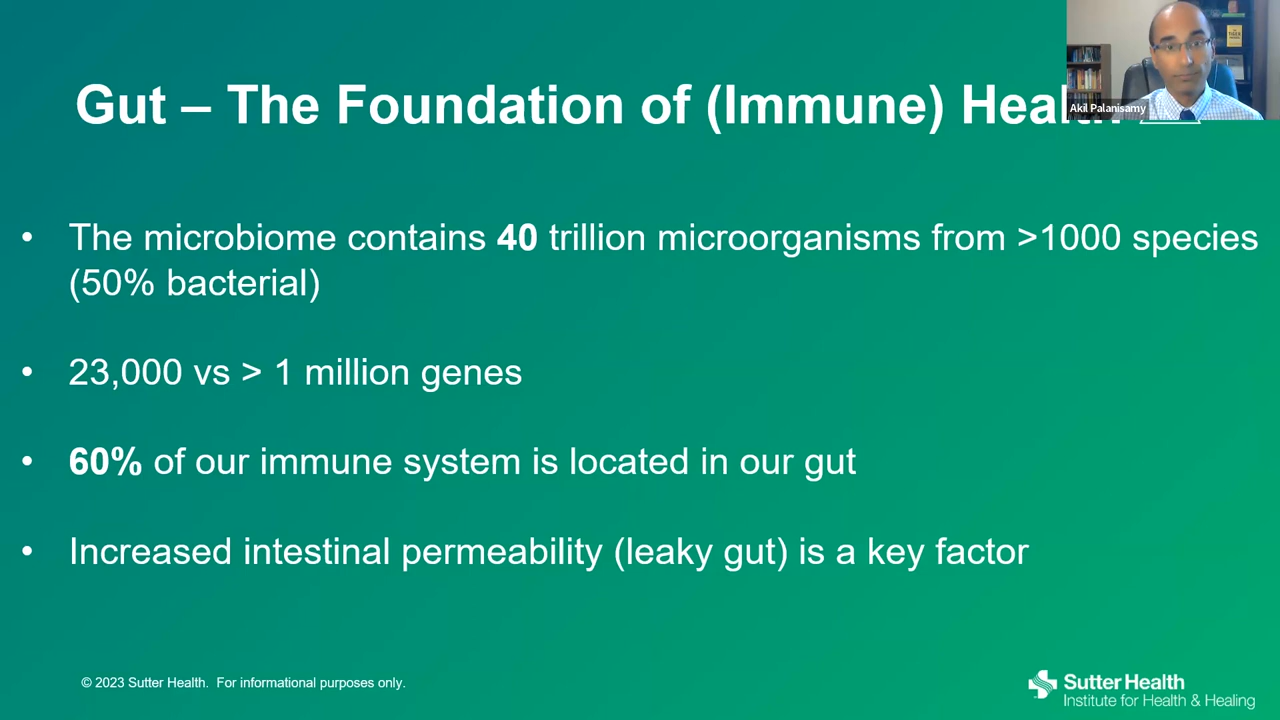 Gut – The Foundation of (Immune) Heal
Akil Palanisamy
• The microbiome contains 40 trillion microorganisms from >1000 species
(50% bacterial)
• 23,000 vs > 1 million genes
• 60% of our immune system is located in our gut
• Increased intestinal permeability (leaky gut) is a key factor
© 2023 Sutter Health. For informational purposes only.
Sutter Health
Institute for Health & Healing